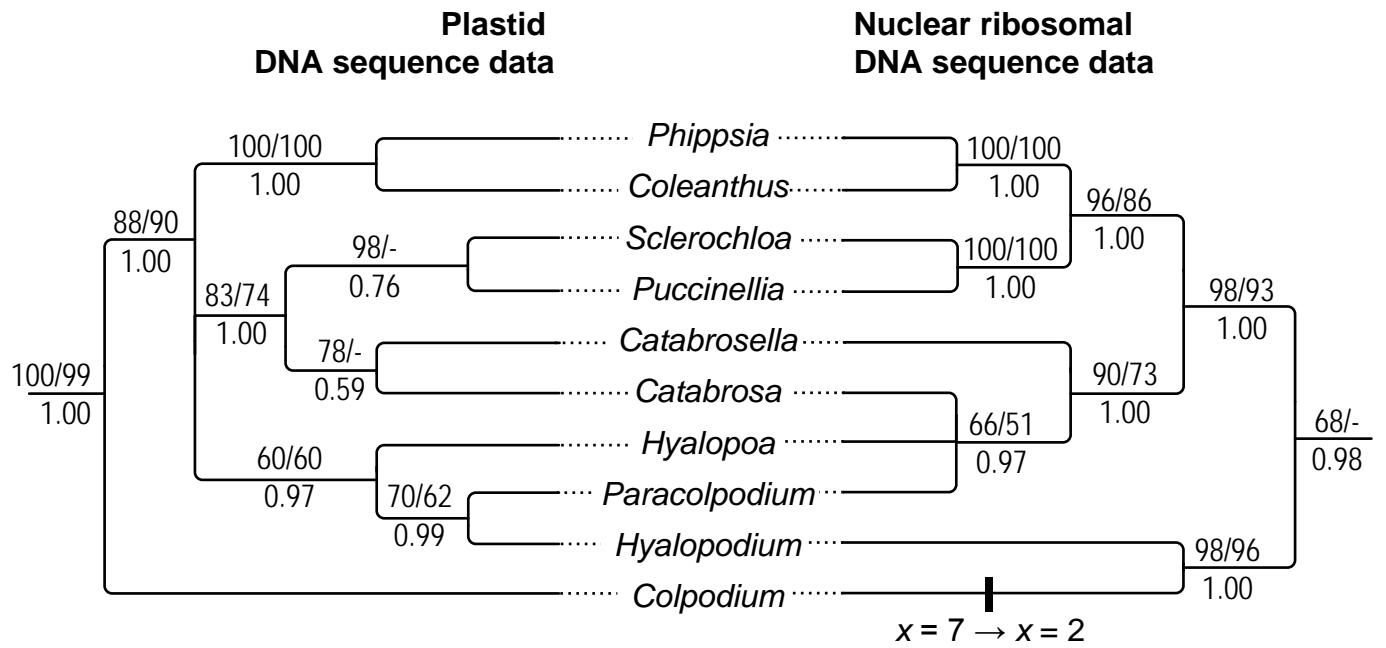 Plastid
DNA sequence data
Nuclear ribosomal
DNA sequence data
Phippsia
100/100
100/100
1.00
1.00
Coleanthus
96/86
88/90
1.00
1.00
Sclerochloa
98/-
100/100
0.76
1.00
Puccinellia
83/74
98/93
1.00
1.00
Catabrosella
78/-
0.59
100/99
1.00
Catabrosa
90/73
1.00
Hyalopoa
66/51
68/-
0.97
0.98
60/60
0.97
Paracolpodium
70/62
0.99
Hyalopodium
98/96
1.00
Colpodium
x = 7 → x = 2